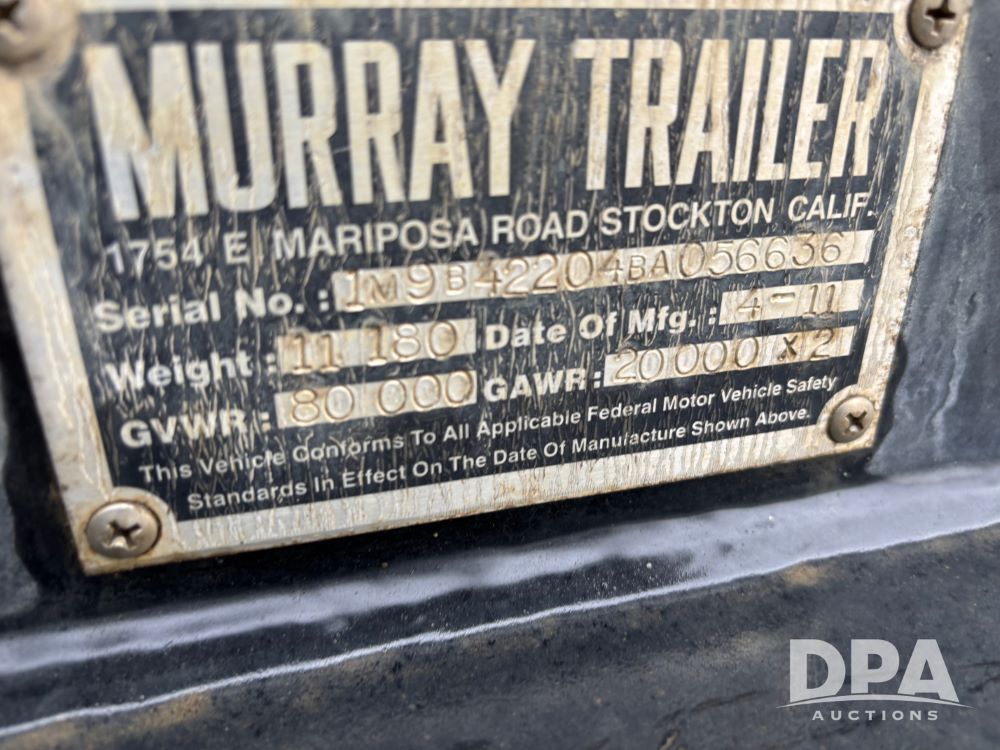 MURRAY TRAILER
1754 E MARIPOSA ROAD STOCKTON CALIF.
Serial No. : 1M9B42204BA056636
Weight : 11 180 Date Of Mfg. : 4-11
GVWR : 80 000 GAWR : 20 000 x 2
This Vehicle Conforms To All Applicable Federal Motor Vehicle Safety
Standards In Effect On The Date Of Manufacture Shown Above.
DPA
AUCTIONS